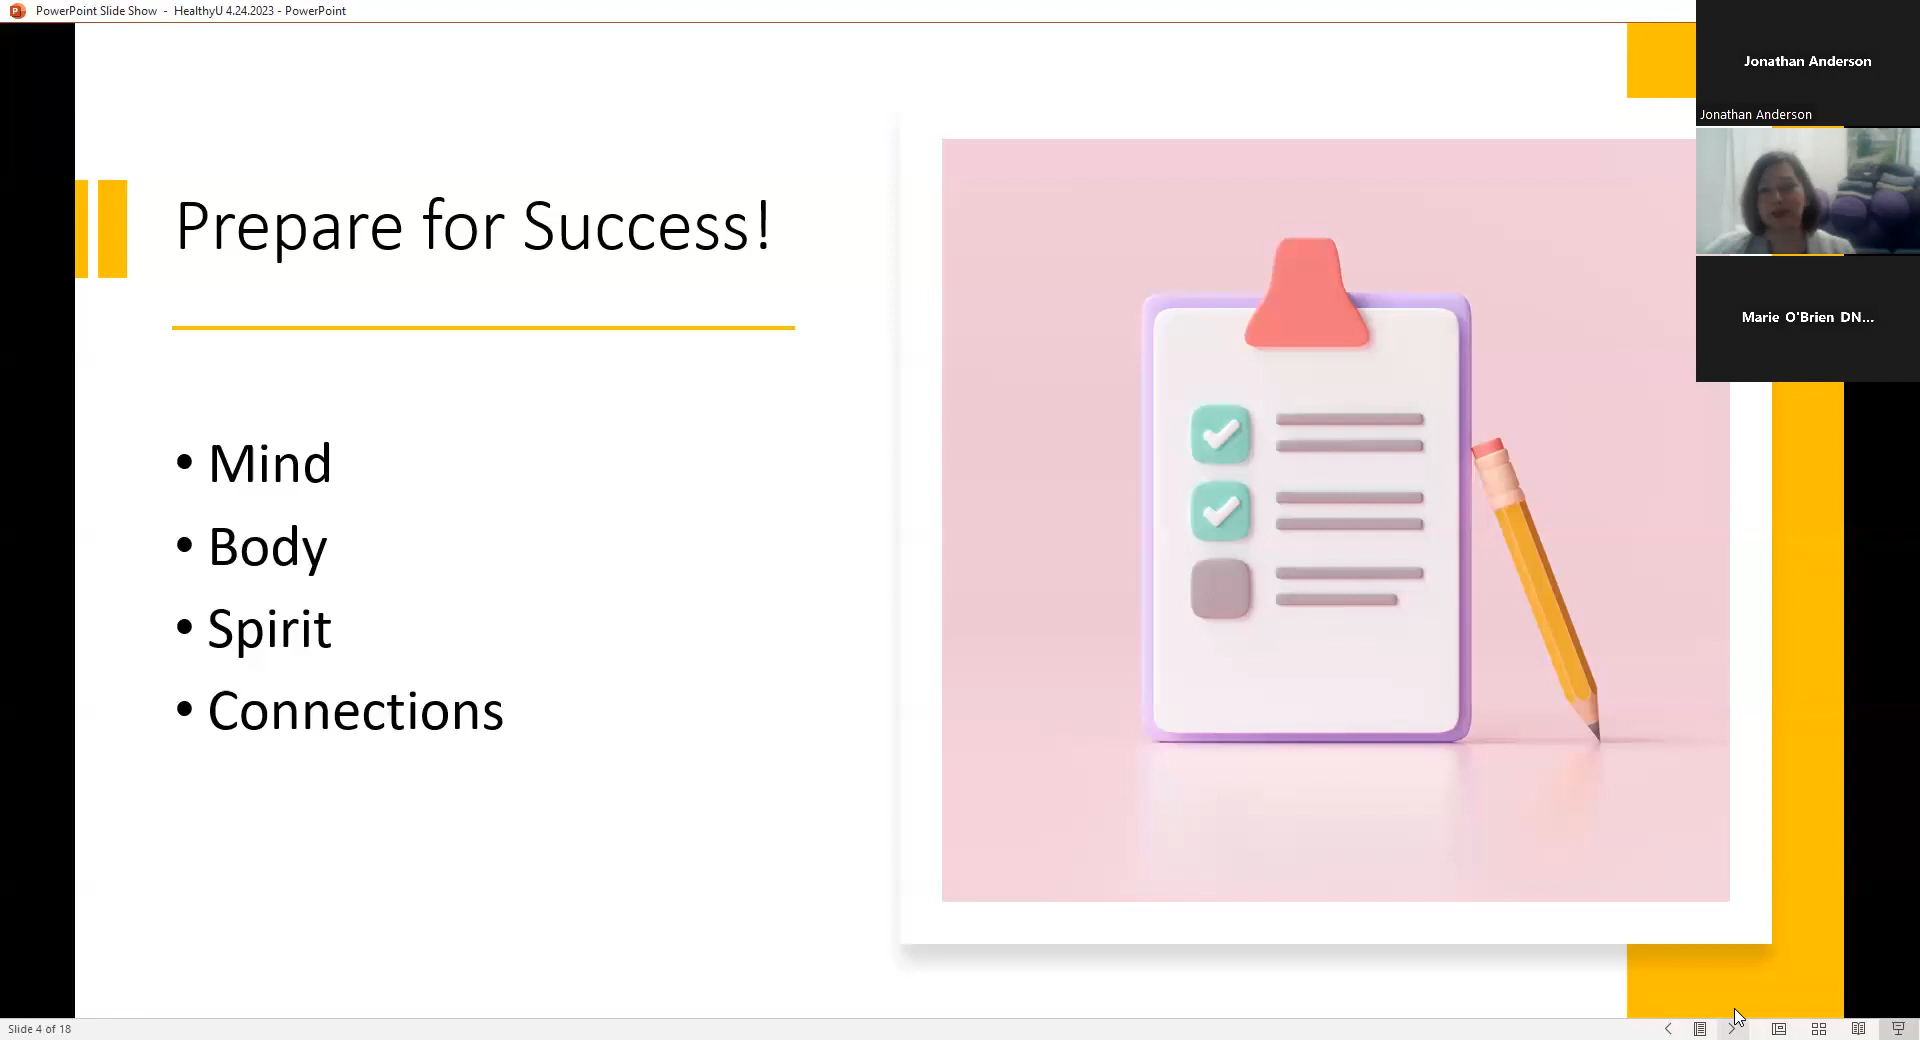 PowerPoint Slide Show - HealthyU 4.24.2023 - PowerPoint
Jonathan Anderson
Jonathan Anderson
Marie O'Brien DN...
Prepare for Success!
• Mind
• Body
• Spirit
• Connections
Slide 4 of 18